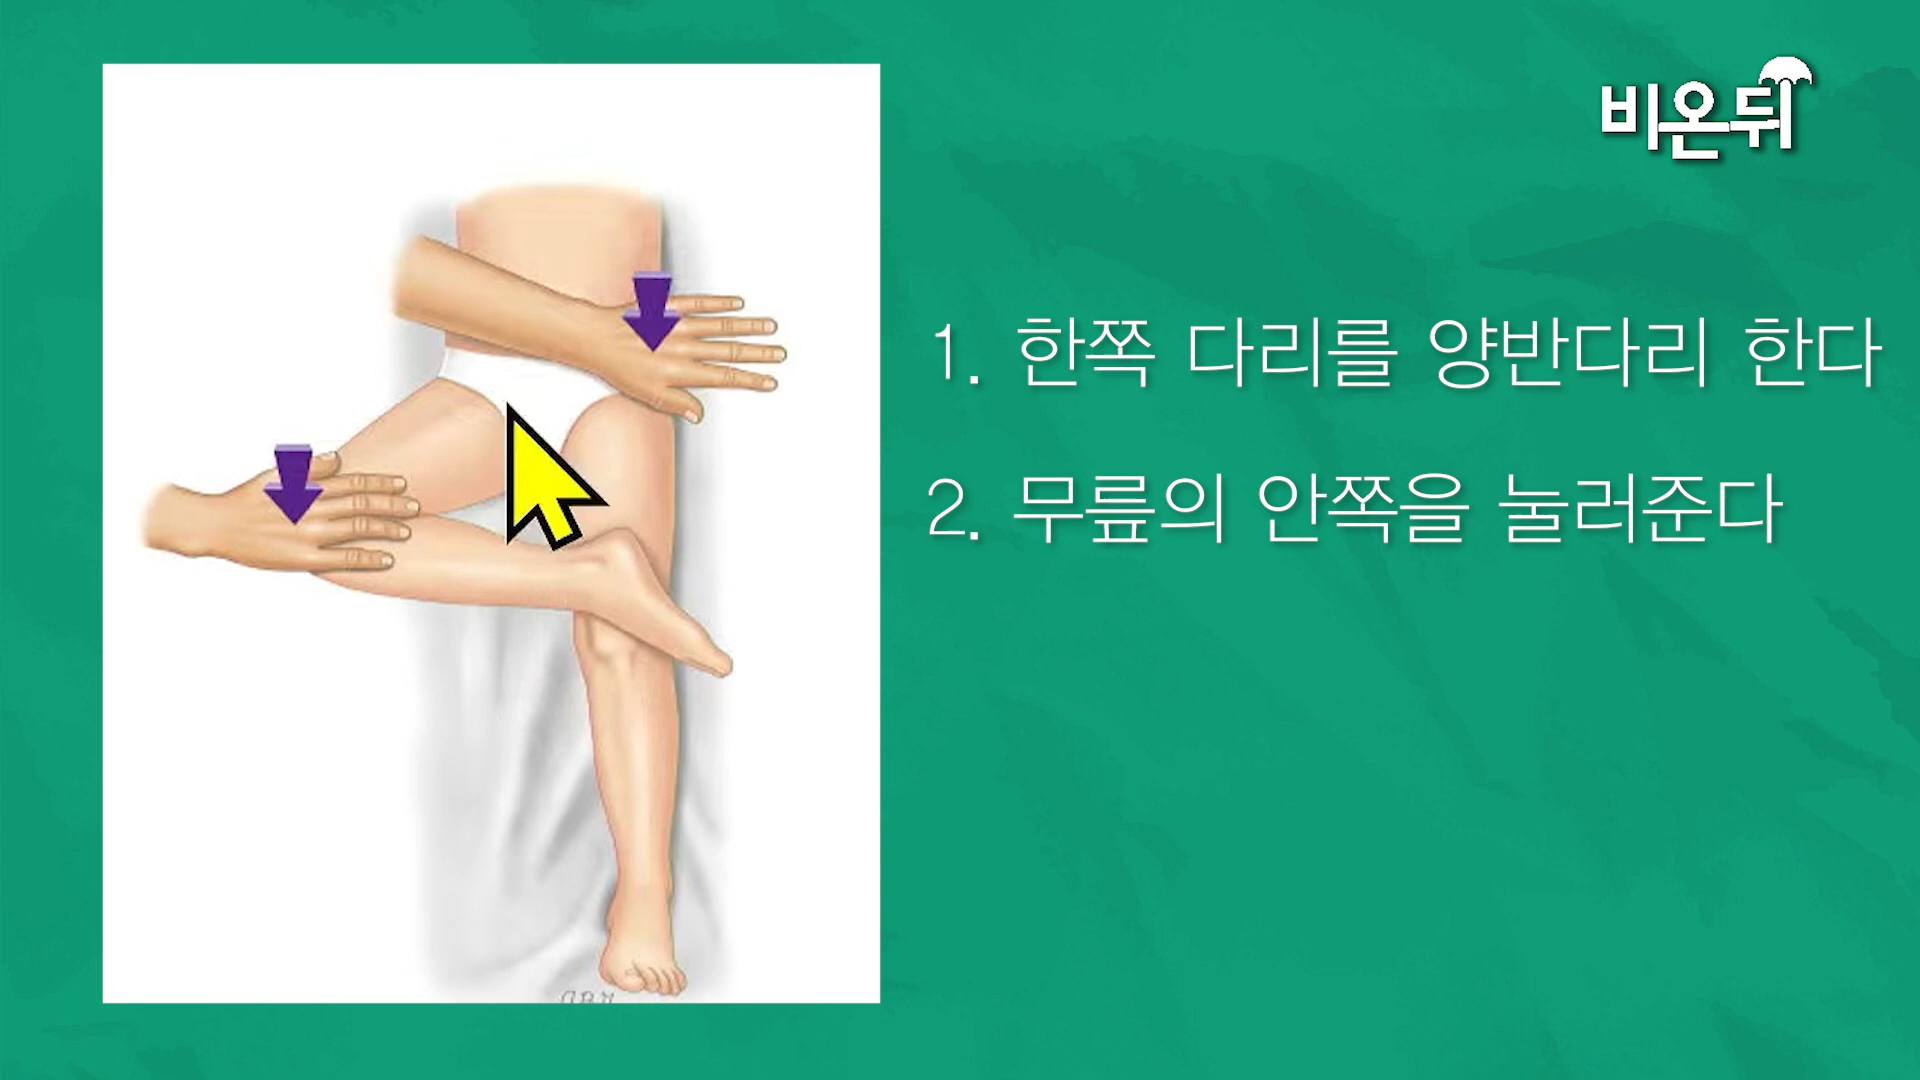 비온뒤
1. 한쪽 다리를 양반다리 한다
2. 무릎의 안쪽을 눌러준다